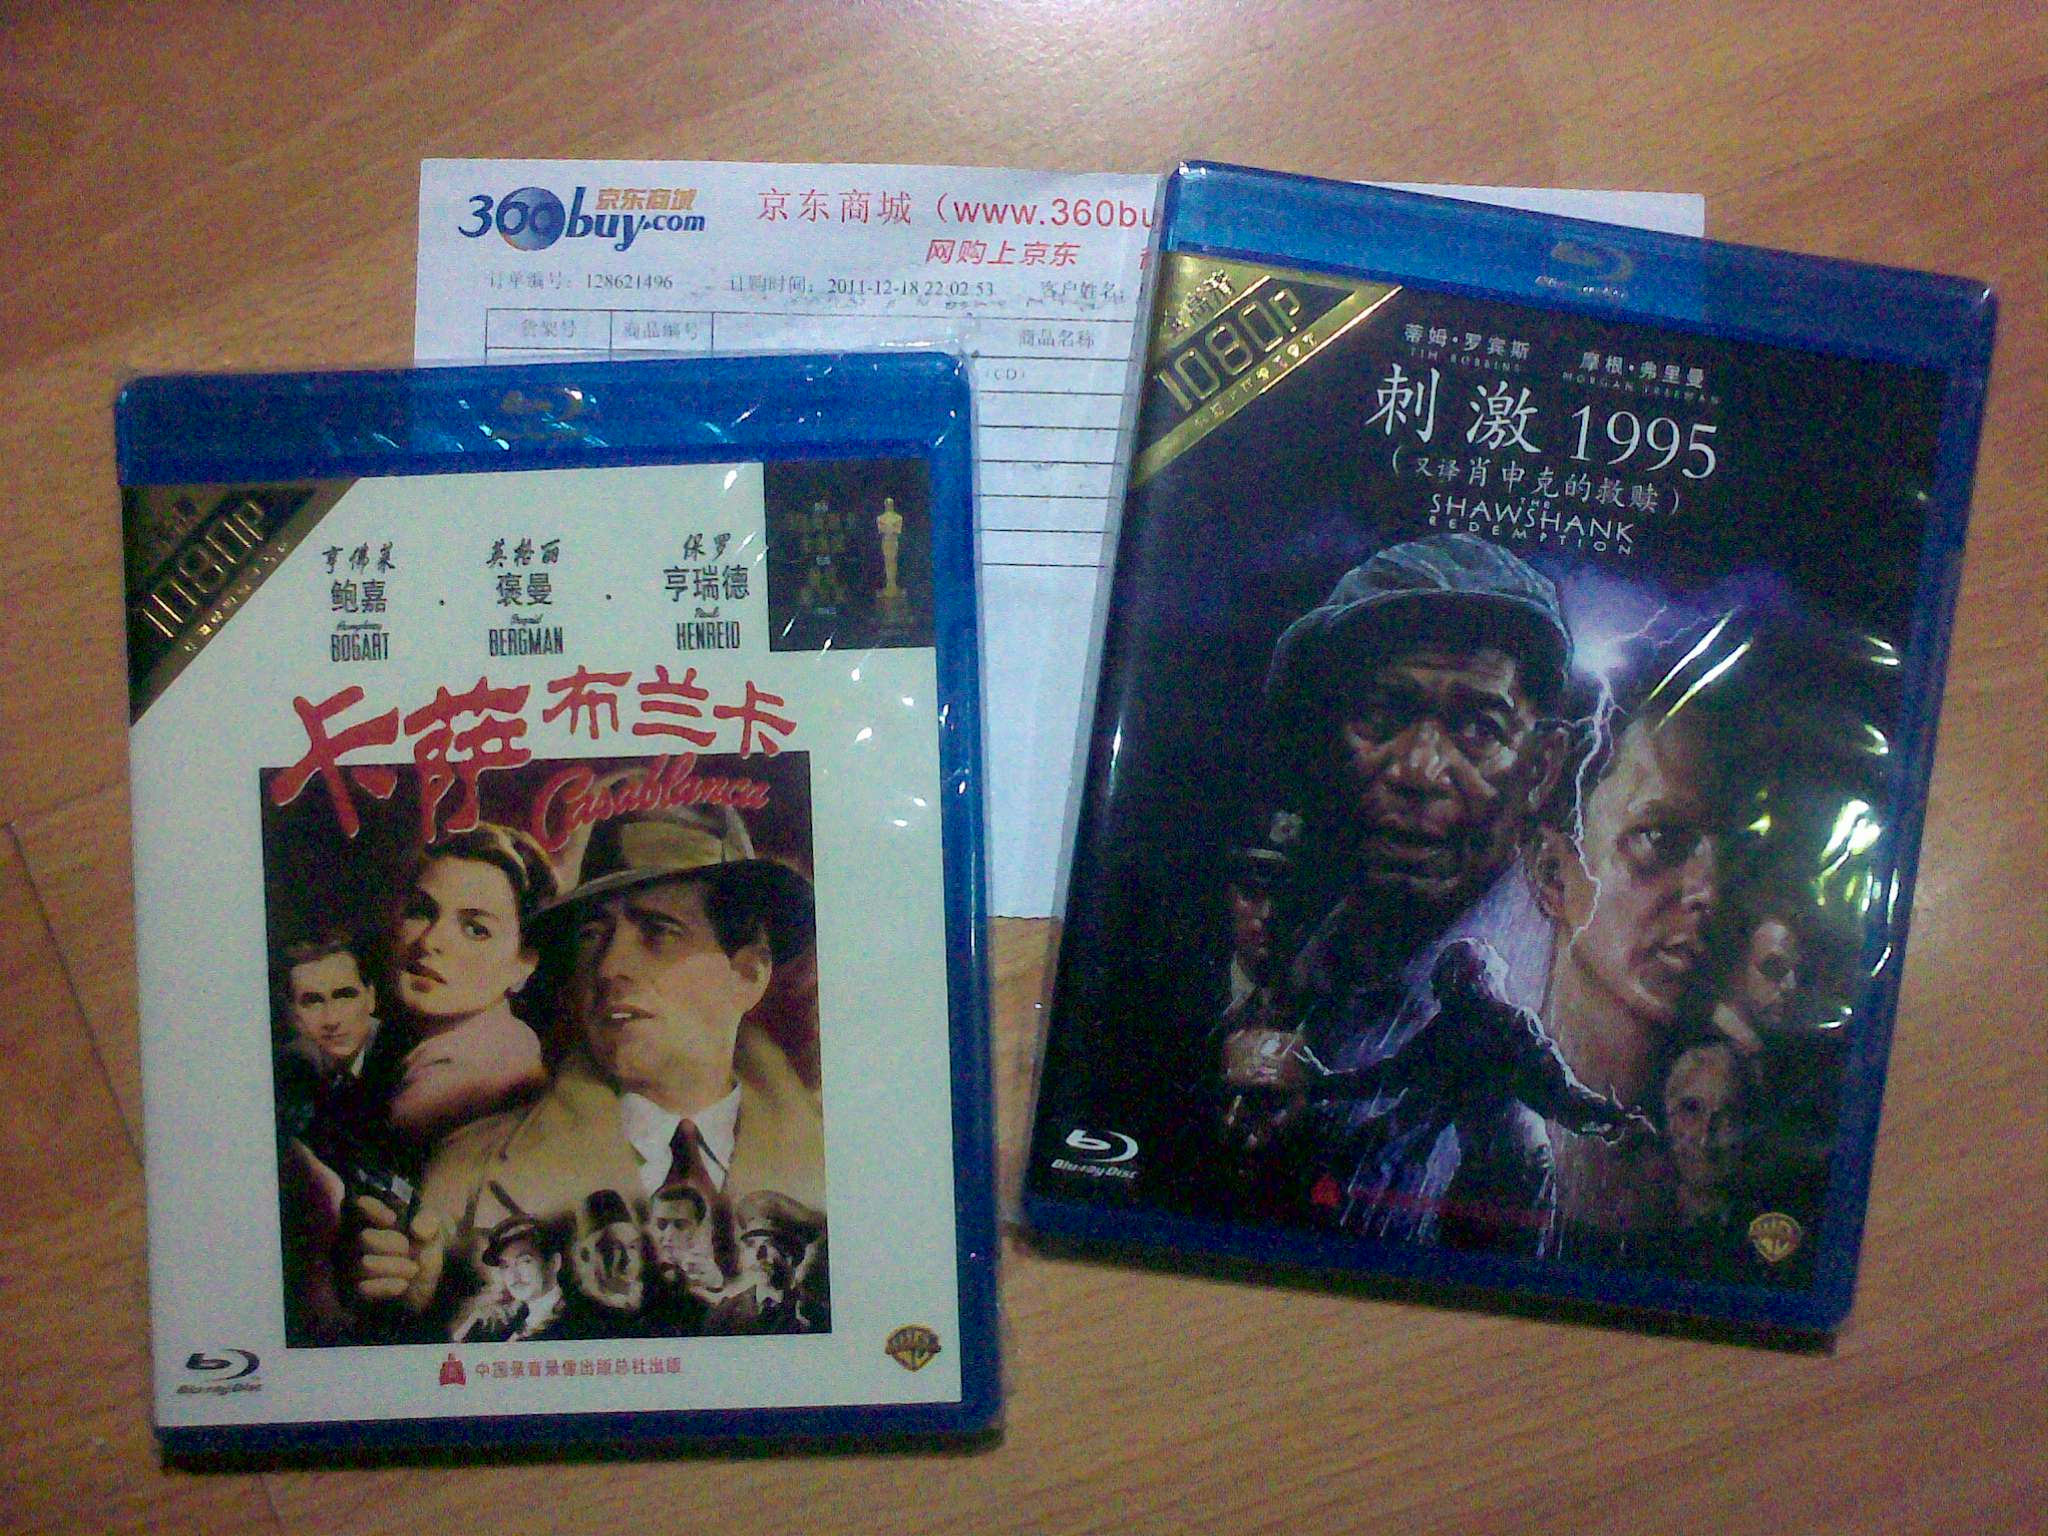 360buy.com
京东商城
京东商城（www.360bu
网购上京东
订单编号：128621496 订购时间：2011-12-18 22:02:53 客户姓名：
货架号 商品编号 商品名称
(CD)
1080P
亨佛莱 英格丽 保罗
鲍嘉 · 褒曼 · 亨瑞德
Humphrey Ingrid Paul
BOGART BERGMAN HENREID
卡萨布兰卡
Casablanca
Blu-ray Disc
中国录音录像出版总社出版
1080P
蒂姆·罗宾斯 摩根·弗里曼
TIM ROBBINS MORGAN FREEMAN
刺激 1995
（又译肖申克的救赎）
THE
SHAWSHANK
REDEMPTION
Blu-ray Disc